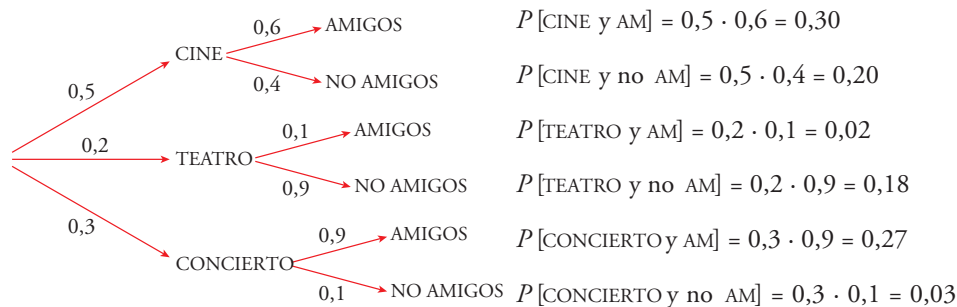 0,6 AMIGOS P[CINE y AM] = 0,5 · 0,6 = 0,30
CINE
0,4 NO AMIGOS P[CINE y no AM] = 0,5 · 0,4 = 0,20
0,5
0,1 AMIGOS P[TEATRO y AM] = 0,2 · 0,1 = 0,02
0,2 TEATRO
0,9 NO AMIGOS P[TEATRO y no AM] = 0,2 · 0,9 = 0,18
0,3
0,9 AMIGOS P[CONCIERTO y AM] = 0,3 · 0,9 = 0,27
CONCIERTO
0,1 NO AMIGOS P[CONCIERTO y no AM] = 0,3 · 0,1 = 0,03